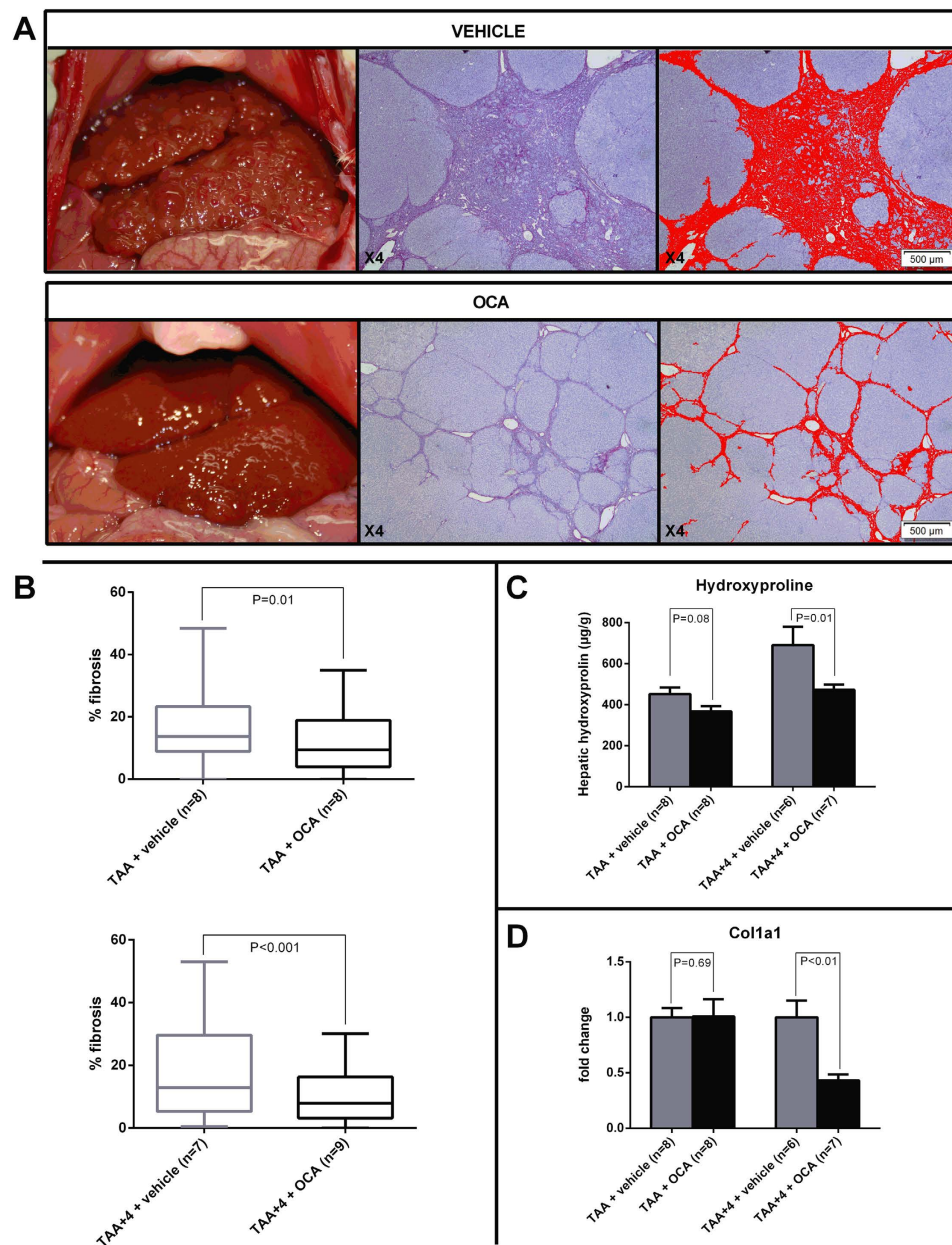 A
VEHICLE
X4
X4
500 µm
OCA
X4
X4
500 µm
B
60
40
20
0
% fibrosis
P=0.01
TAA + vehicle (n=8)
TAA + OCA (n=8)
60
40
20
0
% fibrosis
P<0.001
TAA+4 + vehicle (n=7)
TAA+4 + OCA (n=9)
C
Hydroxyproline
800
600
400
200
0
Hepatic hydroxyprolin (µg/g)
P=0.08
P=0.01
TAA + vehicle (n=8)
TAA + OCA (n=8)
TAA+4 + vehicle (n=6)
TAA+4 + OCA (n=7)
D
Col1a1
1.5
1.0
0.5
0.0
fold change
P=0.69
P<0.01
TAA + vehicle (n=8)
TAA + OCA (n=8)
TAA+4 + vehicle (n=6)
TAA+4 + OCA (n=7)